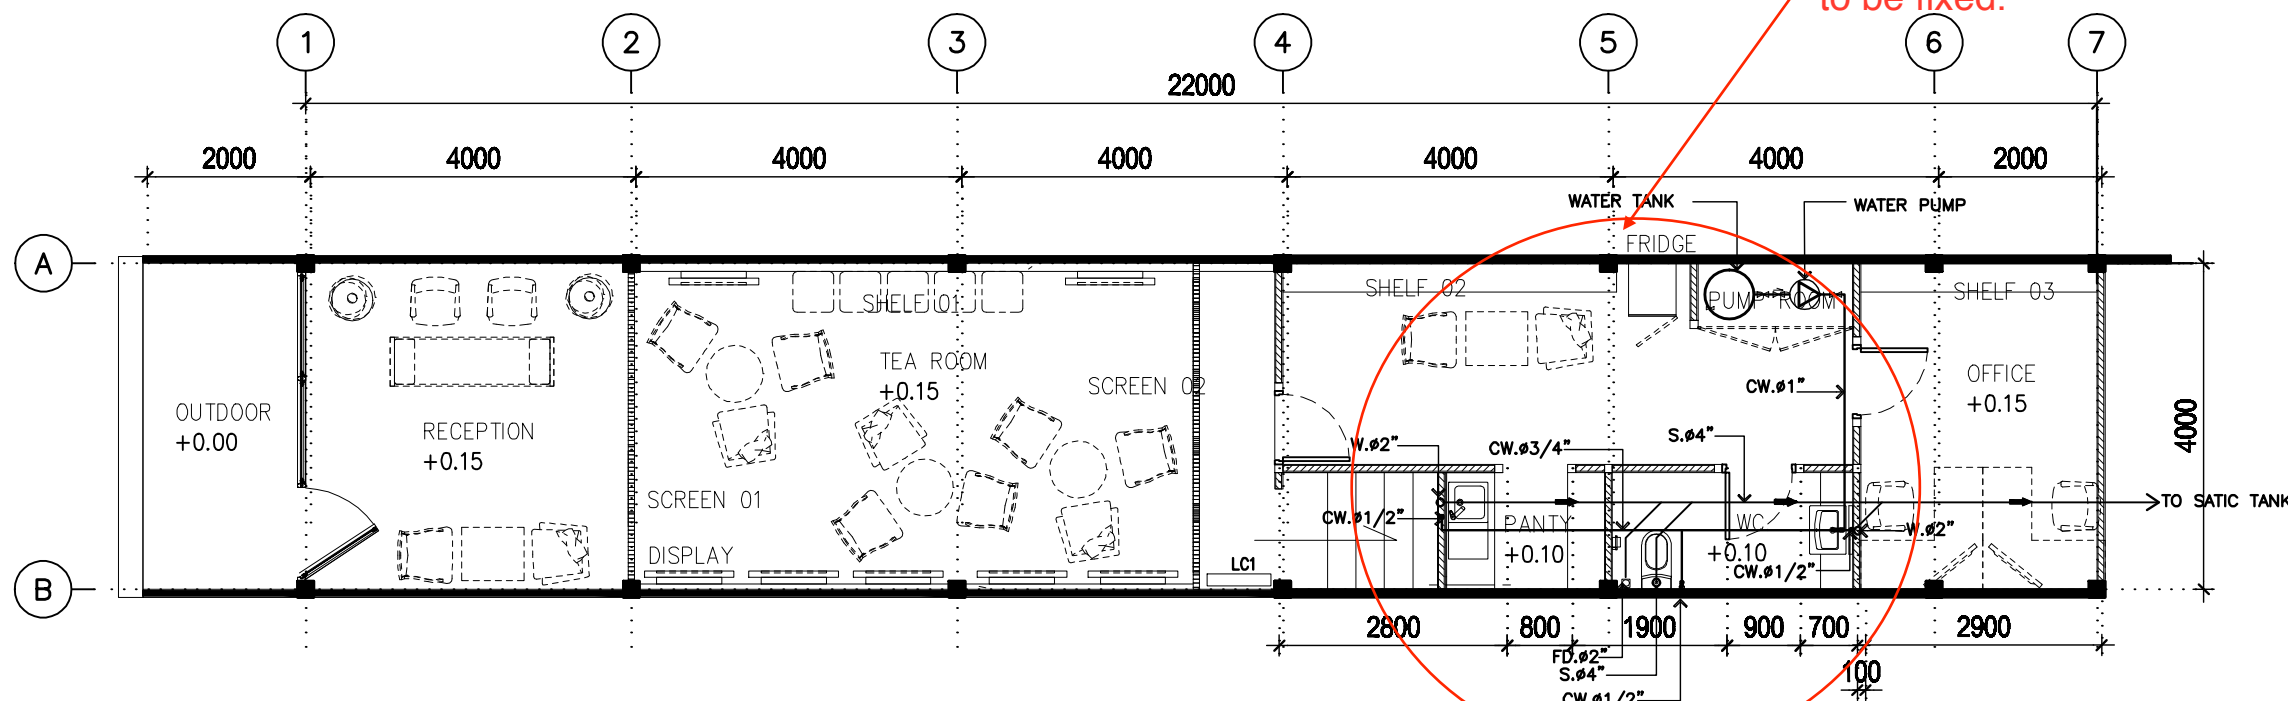 to be fixed.
1
2
3
4
5
6
7
22000
2000
4000
4000
4000
4000
4000
2000
WATER TANK
WATER PUMP
A
FRIDGE
SHELF 01
SHELF 02
PUMP ROOM
SHELF 03
TEA ROOM
+0.15
SCREEN 02
CW.ø1"
OFFICE
+0.15
OUTDOOR
+0.00
RECEPTION
+0.15
4000
W.ø2"
CW.ø3/4"
S.ø4"
SCREEN 01
TO SATIC TANK
CW.ø1/2"
PANTY
+0.10
WC
+0.10
W.ø2"
DISPLAY
LC1
CW.ø1/2"
B
2800
800
1900
900
700
2900
FD.ø2"
S.ø4"
100
CW.ø1/2"